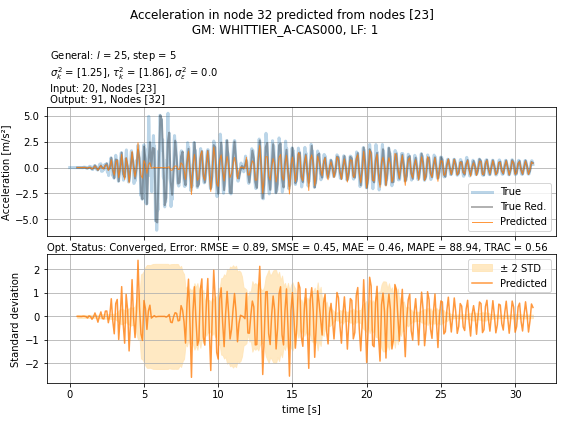 Acceleration in node 32 predicted from nodes [23]
GM: WHITTIER_A-CAS000, LF: 1
General: l = 25, step = 5
σ²ₖ = [1.25], τ²ₖ = [1.86], σ²ε = 0.0
Input: 20, Nodes [23]
Output: 91, Nodes [32]
Acceleration [m/s²]
5.0
2.5
0.0
−2.5
−5.0
True
True Red.
Predicted
Opt. Status: Converged, Error: RMSE = 0.89, SMSE = 0.45, MAE = 0.46, MAPE = 88.94, TRAC = 0.56
Standard deviation
2
1
0
−1
−2
± 2 STD
Predicted
0 5 10 15 20 25 30
time [s]